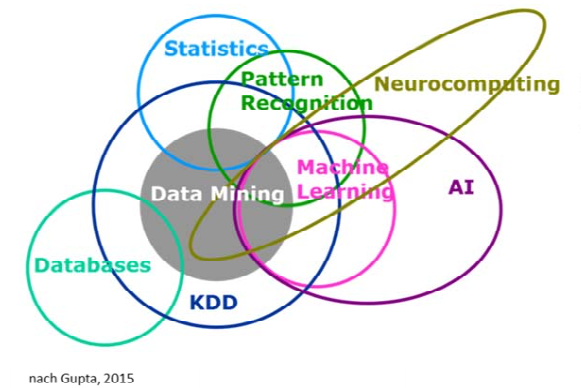 Statistics
Pattern
Recognition
Neurocomputing
Machine
Learning
Data Mining
AI
Databases
KDD
nach Gupta, 2015